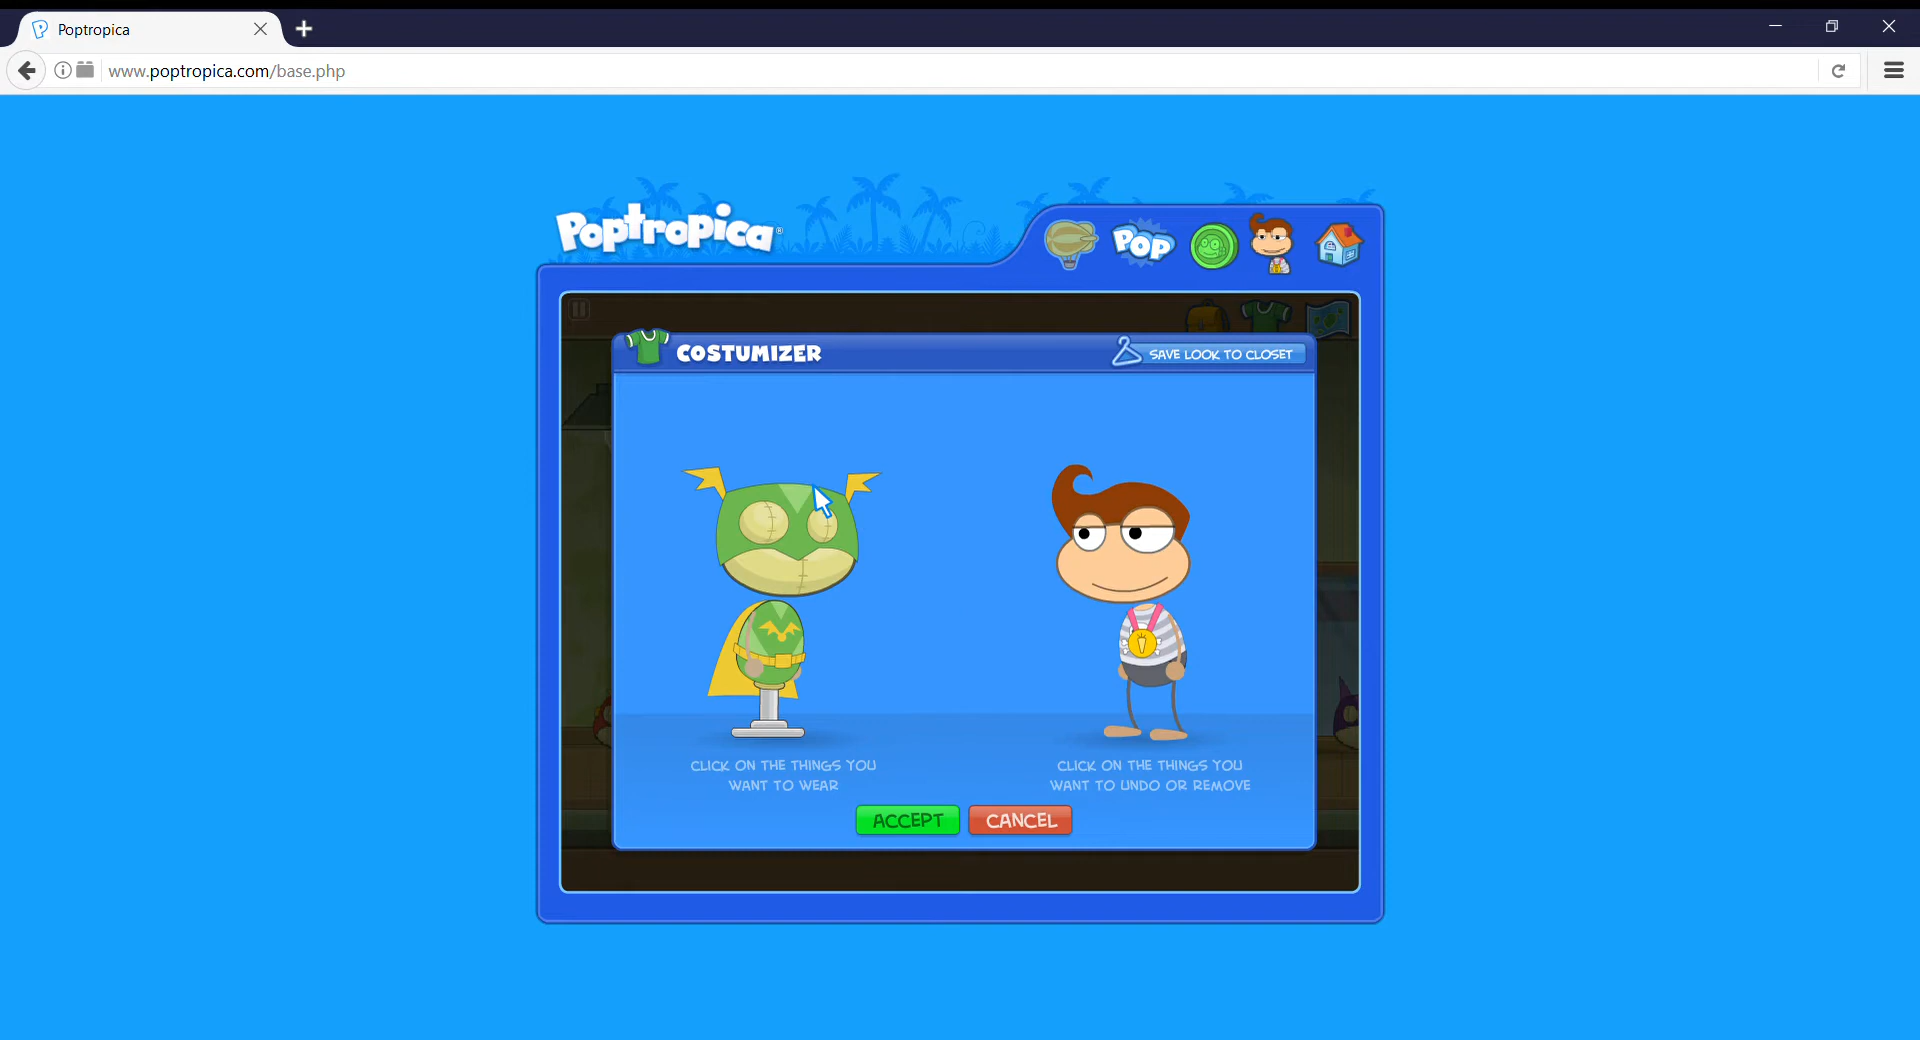 Poptropica
www.poptropica.com/base.php
Poptropica®
POP
COSTUMIZER
SAVE LOOK TO CLOSET
CLICK ON THE THINGS YOU
WANT TO WEAR
CLICK ON THE THINGS YOU
WANT TO UNDO OR REMOVE
ACCEPT
CANCEL